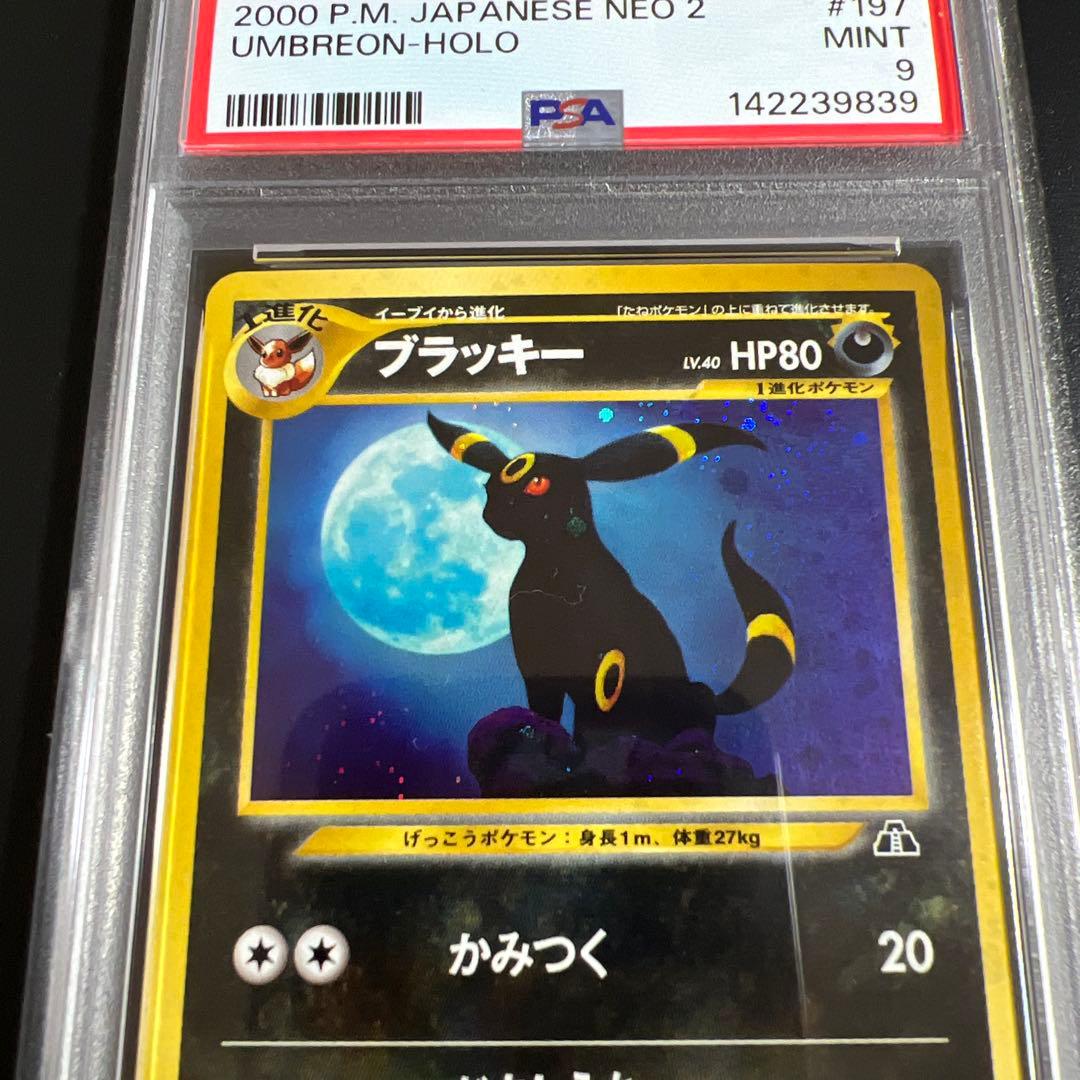 2000 P.M. JAPANESE NEO 2 #197
UMBREON-HOLO MINT
9
PSA 142239839
1進化 イーブイから進化 「たねポケモン」の上に重ねて進化させます。
ブラッキー LV.40 HP80
1進化ポケモン
げっこうポケモン:身長1m、体重27kg
かみつく 20